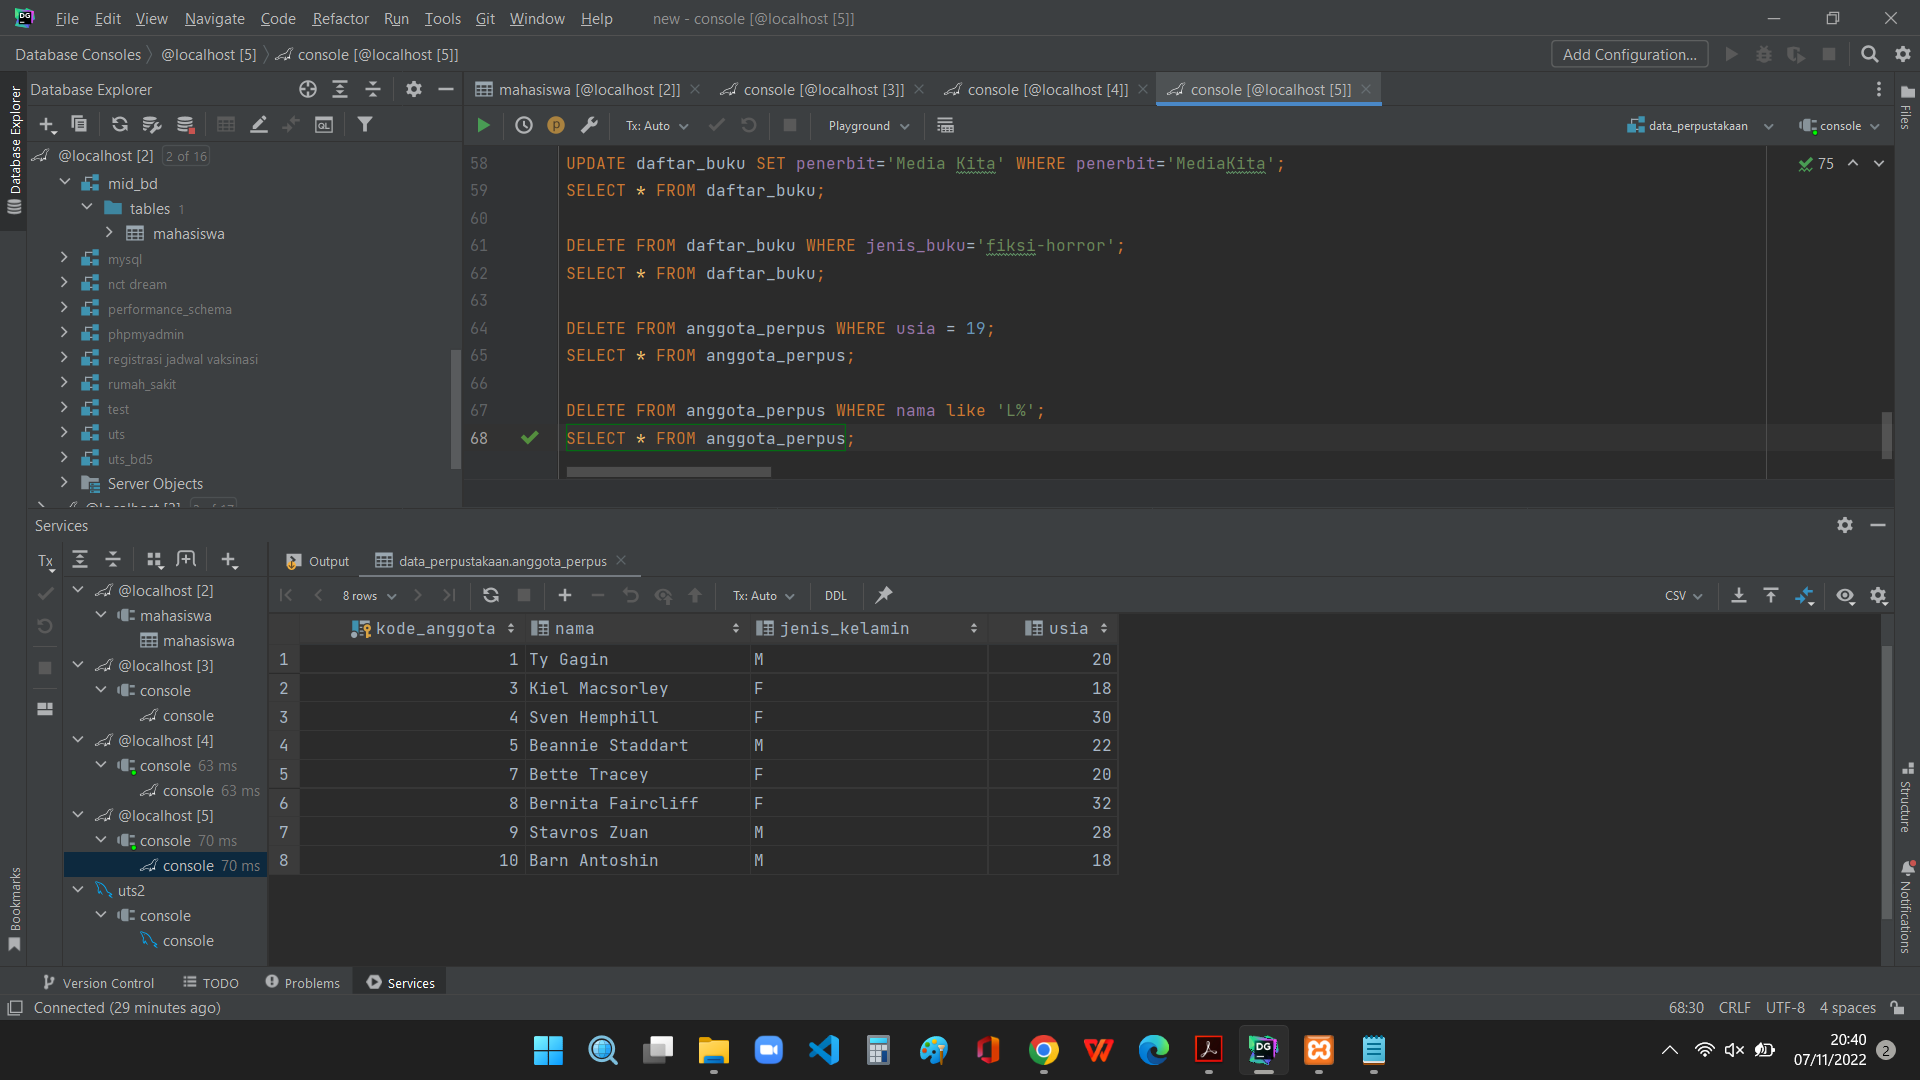 DG File Edit View Navigate Code Refactor Run Tools Git Window Help new - console [@localhost [5]]
Database Consoles @localhost [5] console [@localhost [5]] Add Configuration...
Database Explorer
mahasiswa [@localhost [2]] console [@localhost [3]] console [@localhost [4]] console [@localhost [5]]
Tx: Auto Playground data_perpustakaan console
Database Explorer
@localhost [2] 2 of 16
mid_bd
tables 1
mahasiswa
mysql
nct dream
performance_schema
phpmyadmin
registrasi jadwal vaksinasi
rumah_sakit
test
uts
uts_bd5
Server Objects
58 UPDATE daftar_buku SET penerbit='Media Kita' WHERE penerbit='MediaKita';
75
59 SELECT * FROM daftar_buku;
60
61 DELETE FROM daftar_buku WHERE jenis_buku='fiksi-horror';
62 SELECT * FROM daftar_buku;
63
64 DELETE FROM anggota_perpus WHERE usia = 19;
65 SELECT * FROM anggota_perpus;
66
67 DELETE FROM anggota_perpus WHERE nama like 'L%';
68 SELECT * FROM anggota_perpus;
Files
Structure
Notifications
Bookmarks
Services
Tx
@localhost [2]
mahasiswa
mahasiswa
@localhost [3]
console
console
@localhost [4]
console 63 ms
console 63 ms
@localhost [5]
console 70 ms
console 70 ms
uts2
console
console
Output data_perpustakaan.anggota_perpus
8 rows Tx: Auto DDL CSV
kode_anggota nama jenis_kelamin usia
1 1 Ty Gagin M 20
2 3 Kiel Macsorley F 18
3 4 Sven Hemphill F 30
4 5 Beannie Staddart M 22
5 7 Bette Tracey F 20
6 8 Bernita Faircliff F 32
7 9 Stavros Zuan M 28
8 10 Barn Antoshin M 18
Version Control TODO Problems Services
Connected (29 minutes ago) 68:30 CRLF UTF-8 4 spaces
DG
20:40
07/11/2022 2